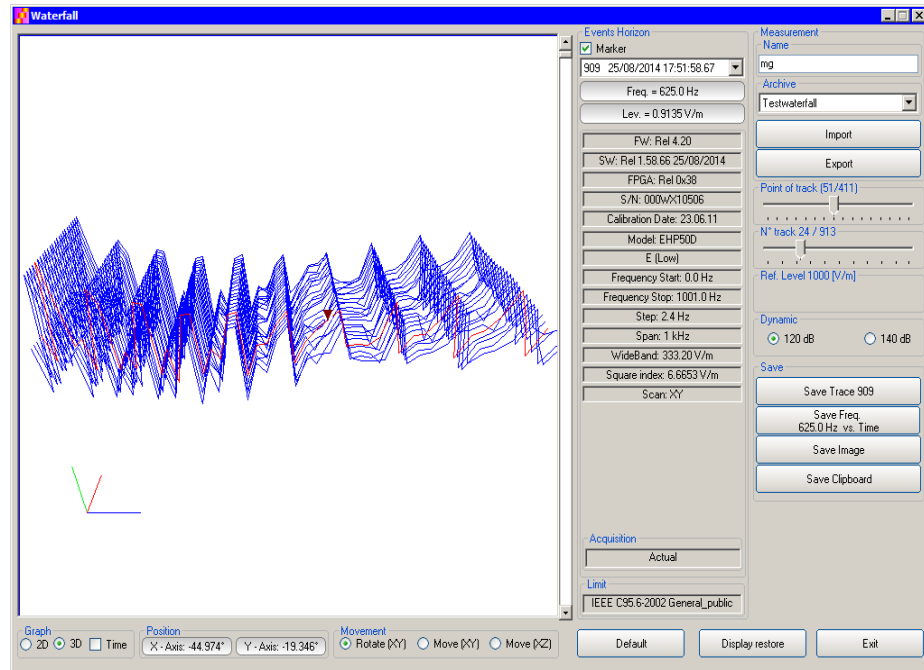 Waterfall
Events Horizon
Marker
909 25/08/2014 17:51:58.67
Freq. = 625.0 Hz
Lev. = 0.9135 V/m
FW: Rel 4.20
SW: Rel 1.58.66 25/08/2014
FPGA: Rel 0x38
S/N: 000WX10506
Calibration Date: 23.06.11
Model: EHP50D
E (Low)
Frequency Start: 0.0 Hz
Frequency Stop: 1001.0 Hz
Step: 2.4 Hz
Span: 1 kHz
WideBand: 333.20 V/m
Square index: 6.6653 V/m
Scan: XY
Acquisition
Actual
Limit
IEEE C95.6-2002 General_public
Measurement
Name
mg
Archive
Testwaterfall
Import
Export
Point of track (51/411)
N° track 24 / 913
Ref. Level 1000 [V/m]
Dynamic
120 dB
140 dB
Save
Save Trace 909
Save Freq.
625.0 Hz vs. Time
Save Image
Save Clipboard
Graph
2D
3D
Time
Position
X - Axis: -44.974°
Y - Axis: -19.346°
Movement
Rotate (XY)
Move (XY)
Move (XZ)
Default
Display restore
Exit